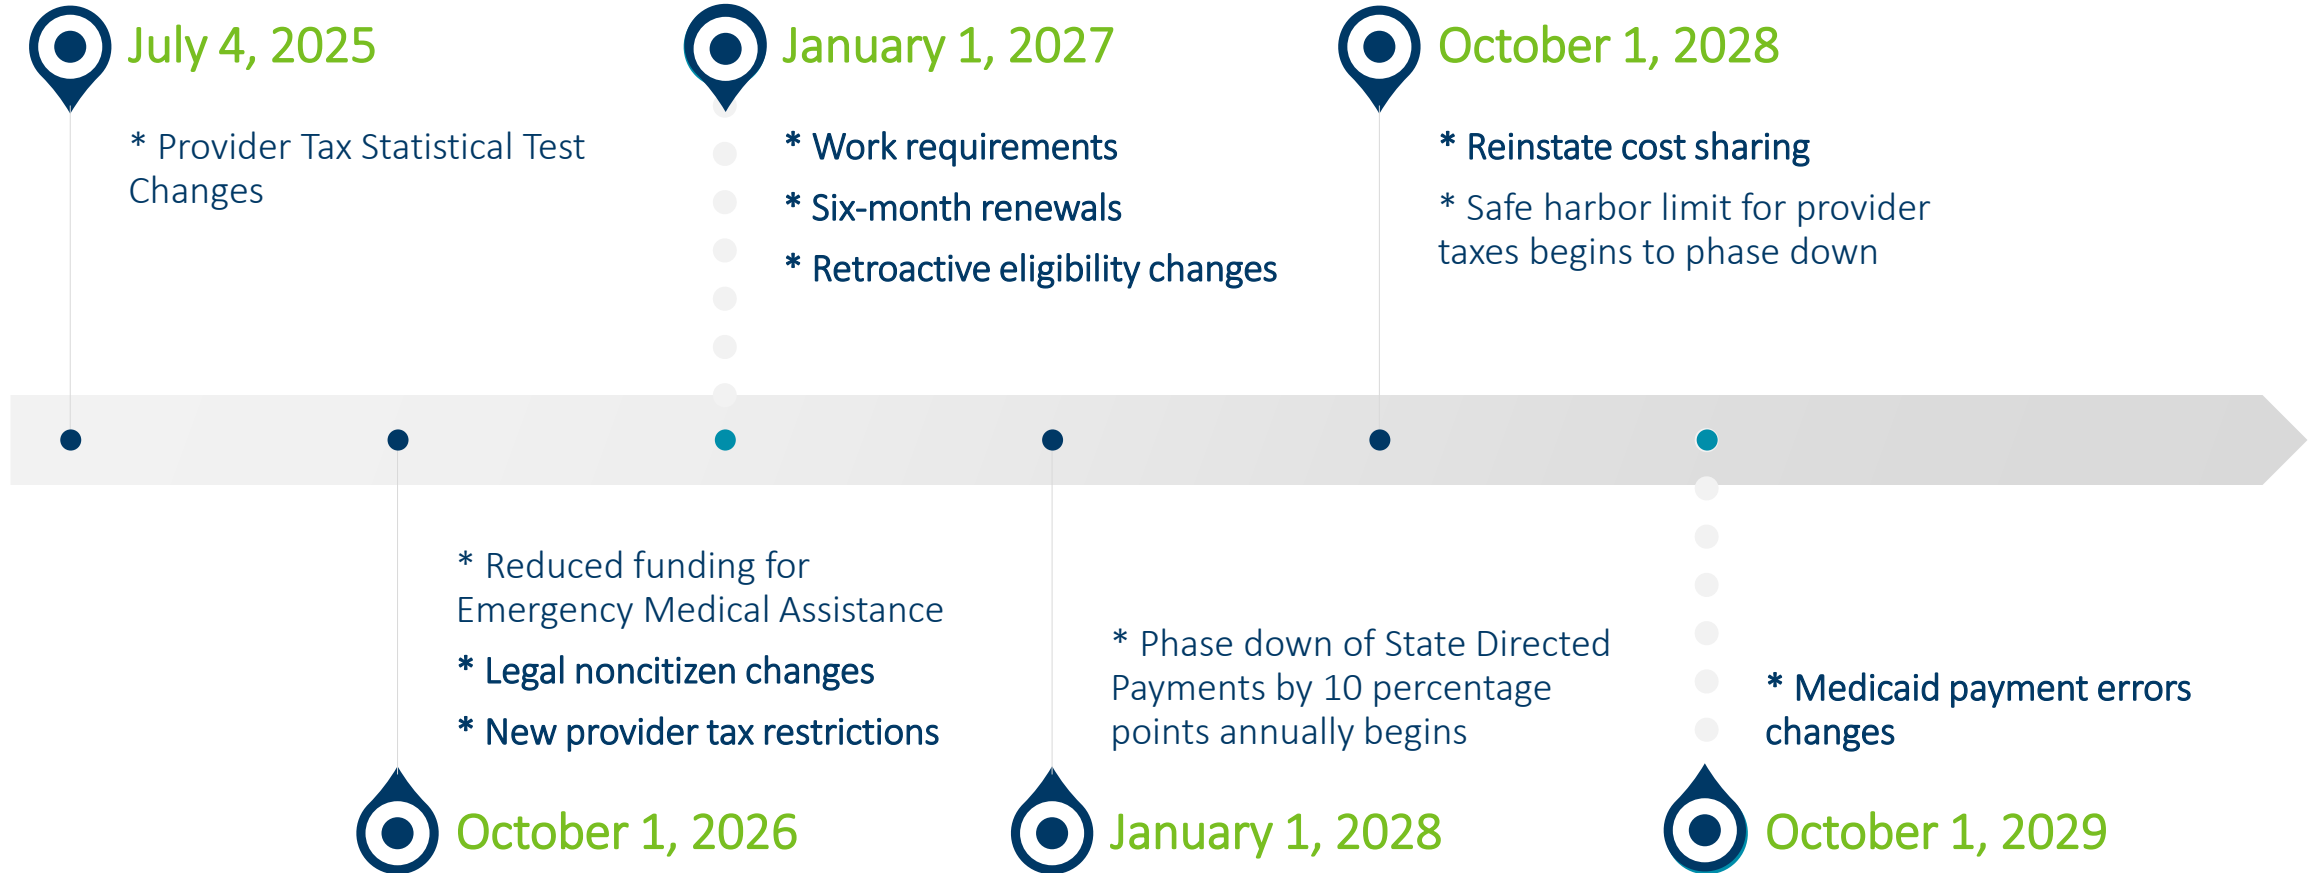 July 4, 2025
* Provider Tax Statistical Test
Changes
January 1, 2027
* Work requirements
* Six-month renewals
* Retroactive eligibility changes
October 1, 2028
* Reinstate cost sharing
* Safe harbor limit for provider
taxes begins to phase down
* Reduced funding for
Emergency Medical Assistance
* Legal noncitizen changes
* New provider tax restrictions
October 1, 2026
* Phase down of State Directed
Payments by 10 percentage
points annually begins
January 1, 2028
* Medicaid payment errors
changes
October 1, 2029